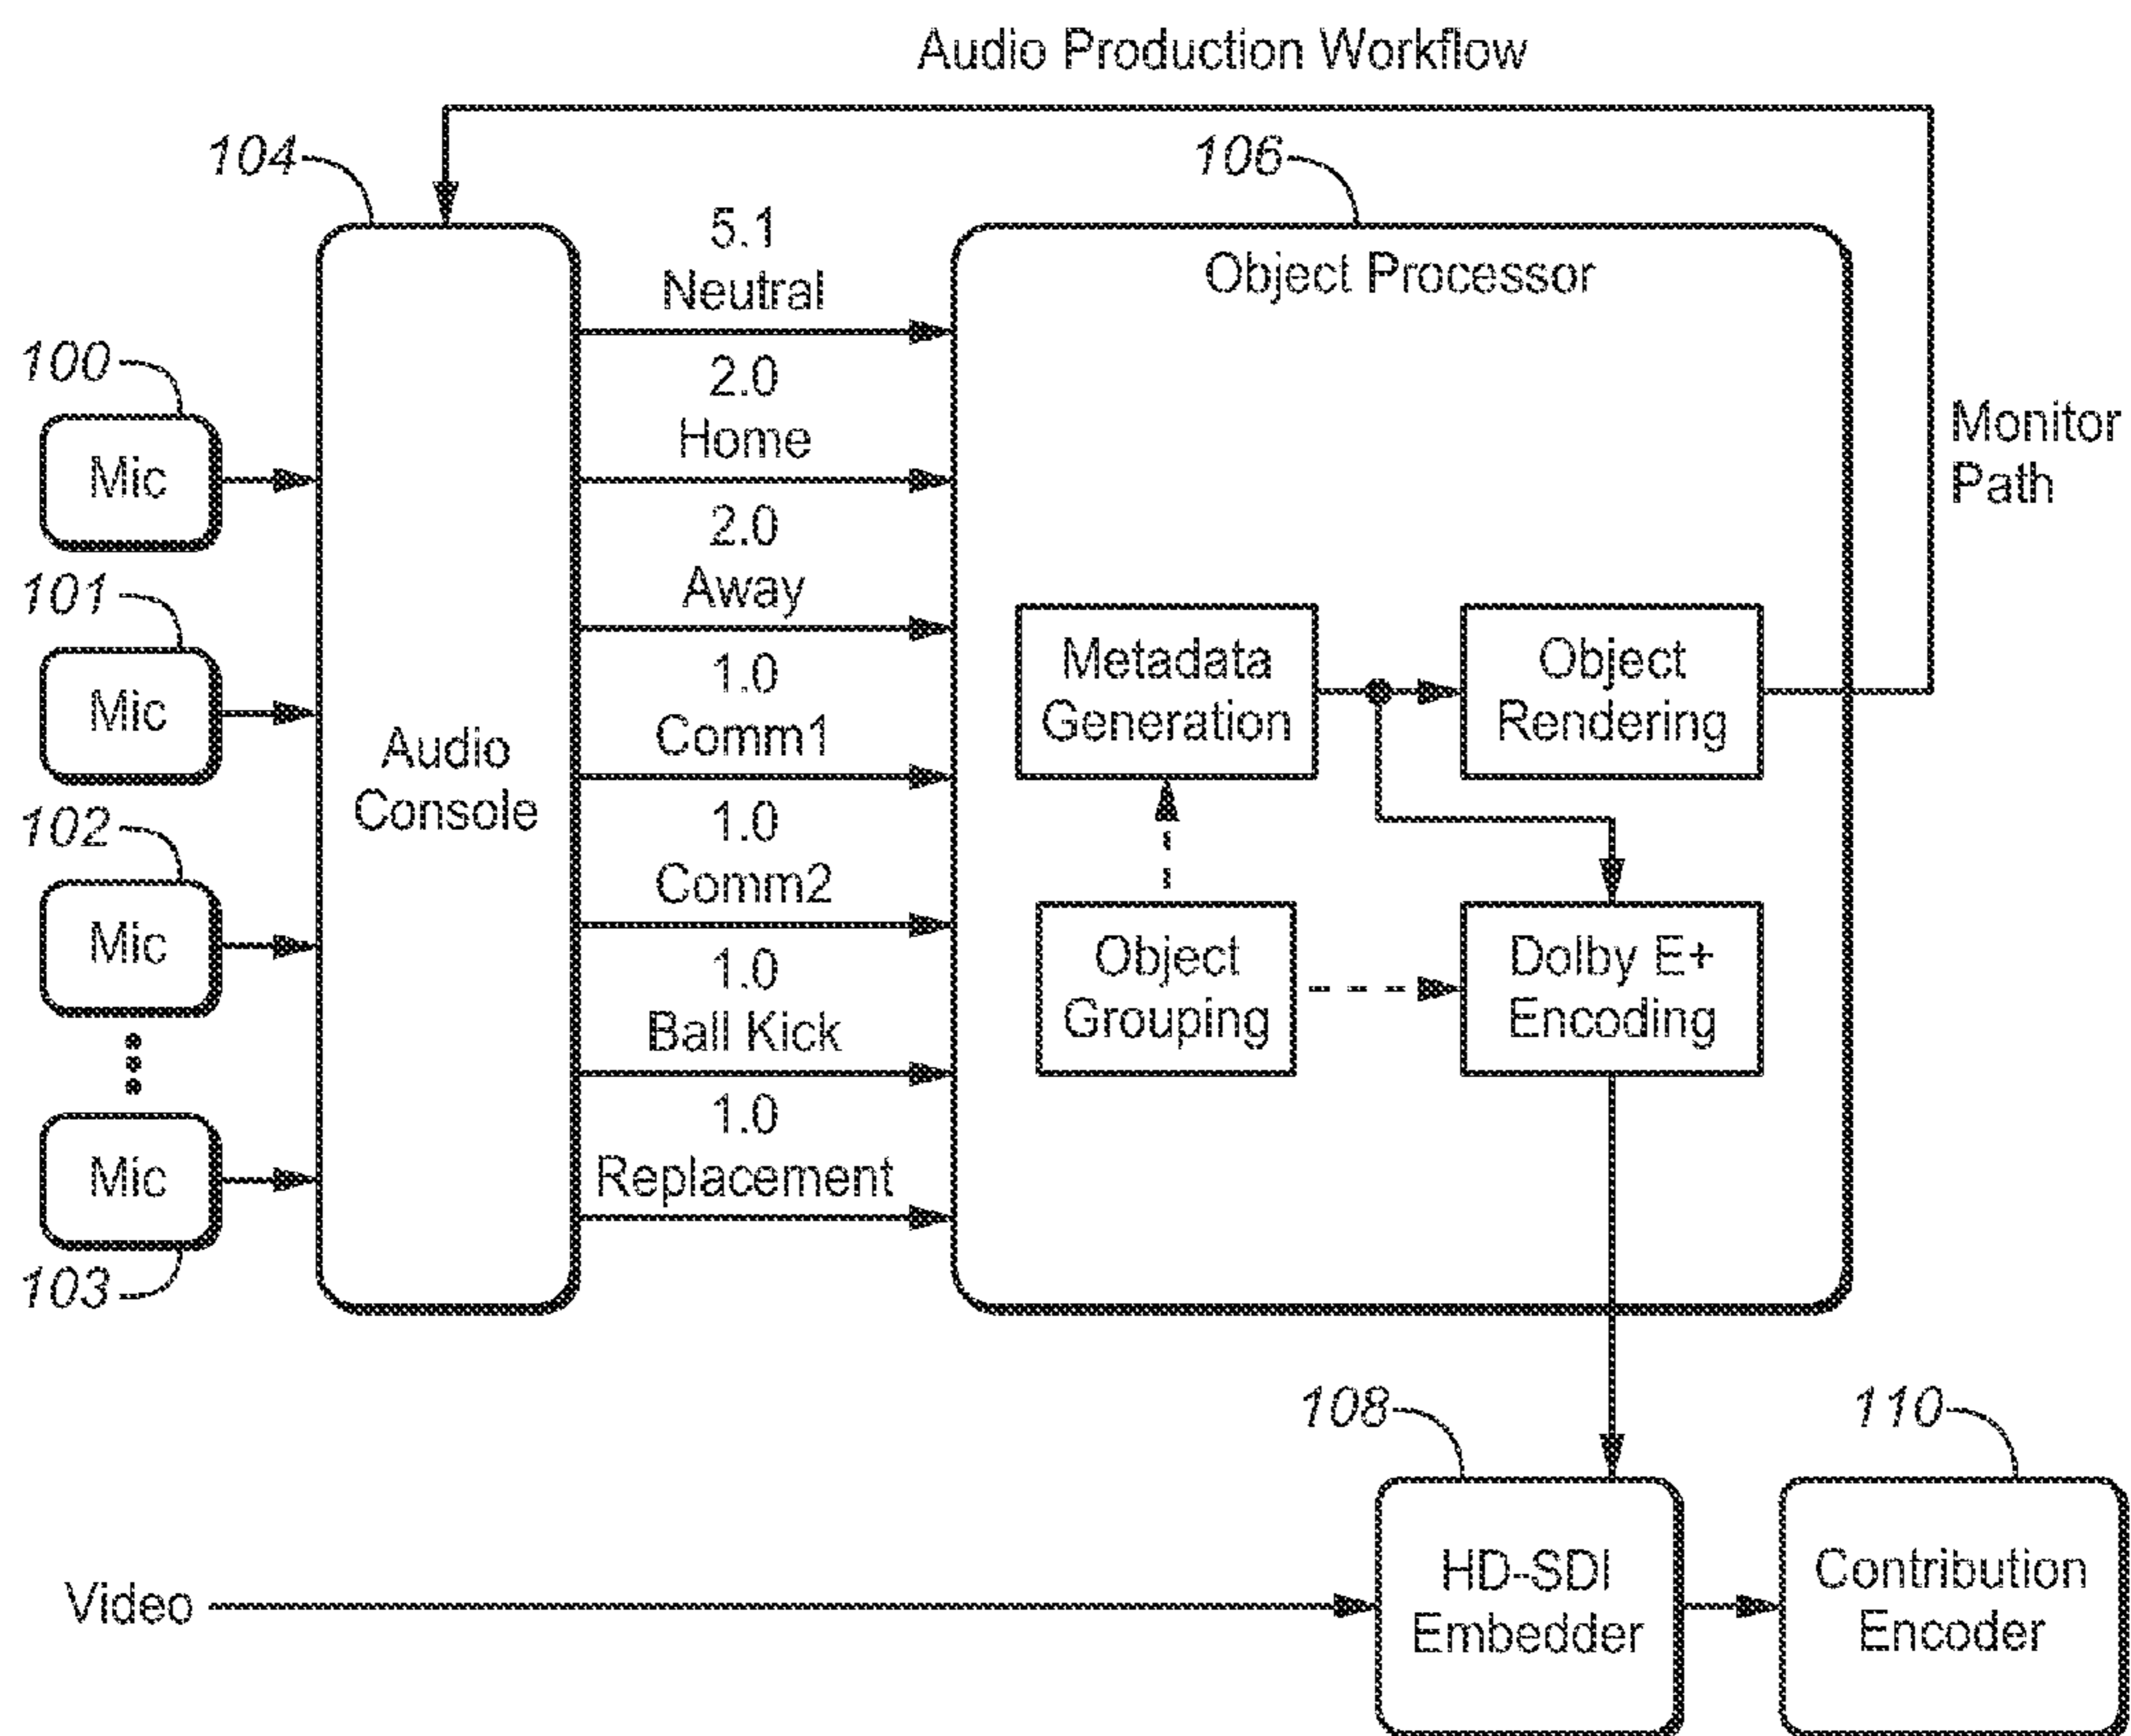 Audio Production Workflow
104
106
5.1
Neutral
Object Processor
100
Mic
2.0
Home
Monitor
Path
2.0
Away
101
Mic
Audio
Console
1.0
Comm1
Metadata
Generation
Object
Rendering
102
Mic
1.0
Comm2
Object
Grouping
Dolby E+
Encoding
1.0
Ball Kick
1.0
Replacement
Mic
103
108
110
Video
HD-SDI
Embedder
Contribution
Encoder